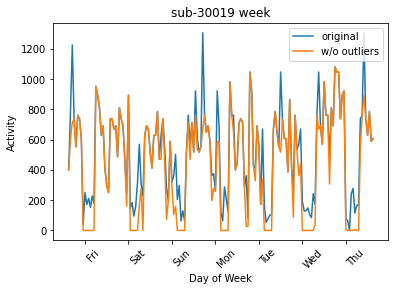 sub-30019 week
original
w/o outliers
Activity
1200
1000
800
600
400
200
0
Fri
Sat
Sun
Mon
Tue
Wed
Thu
Day of Week